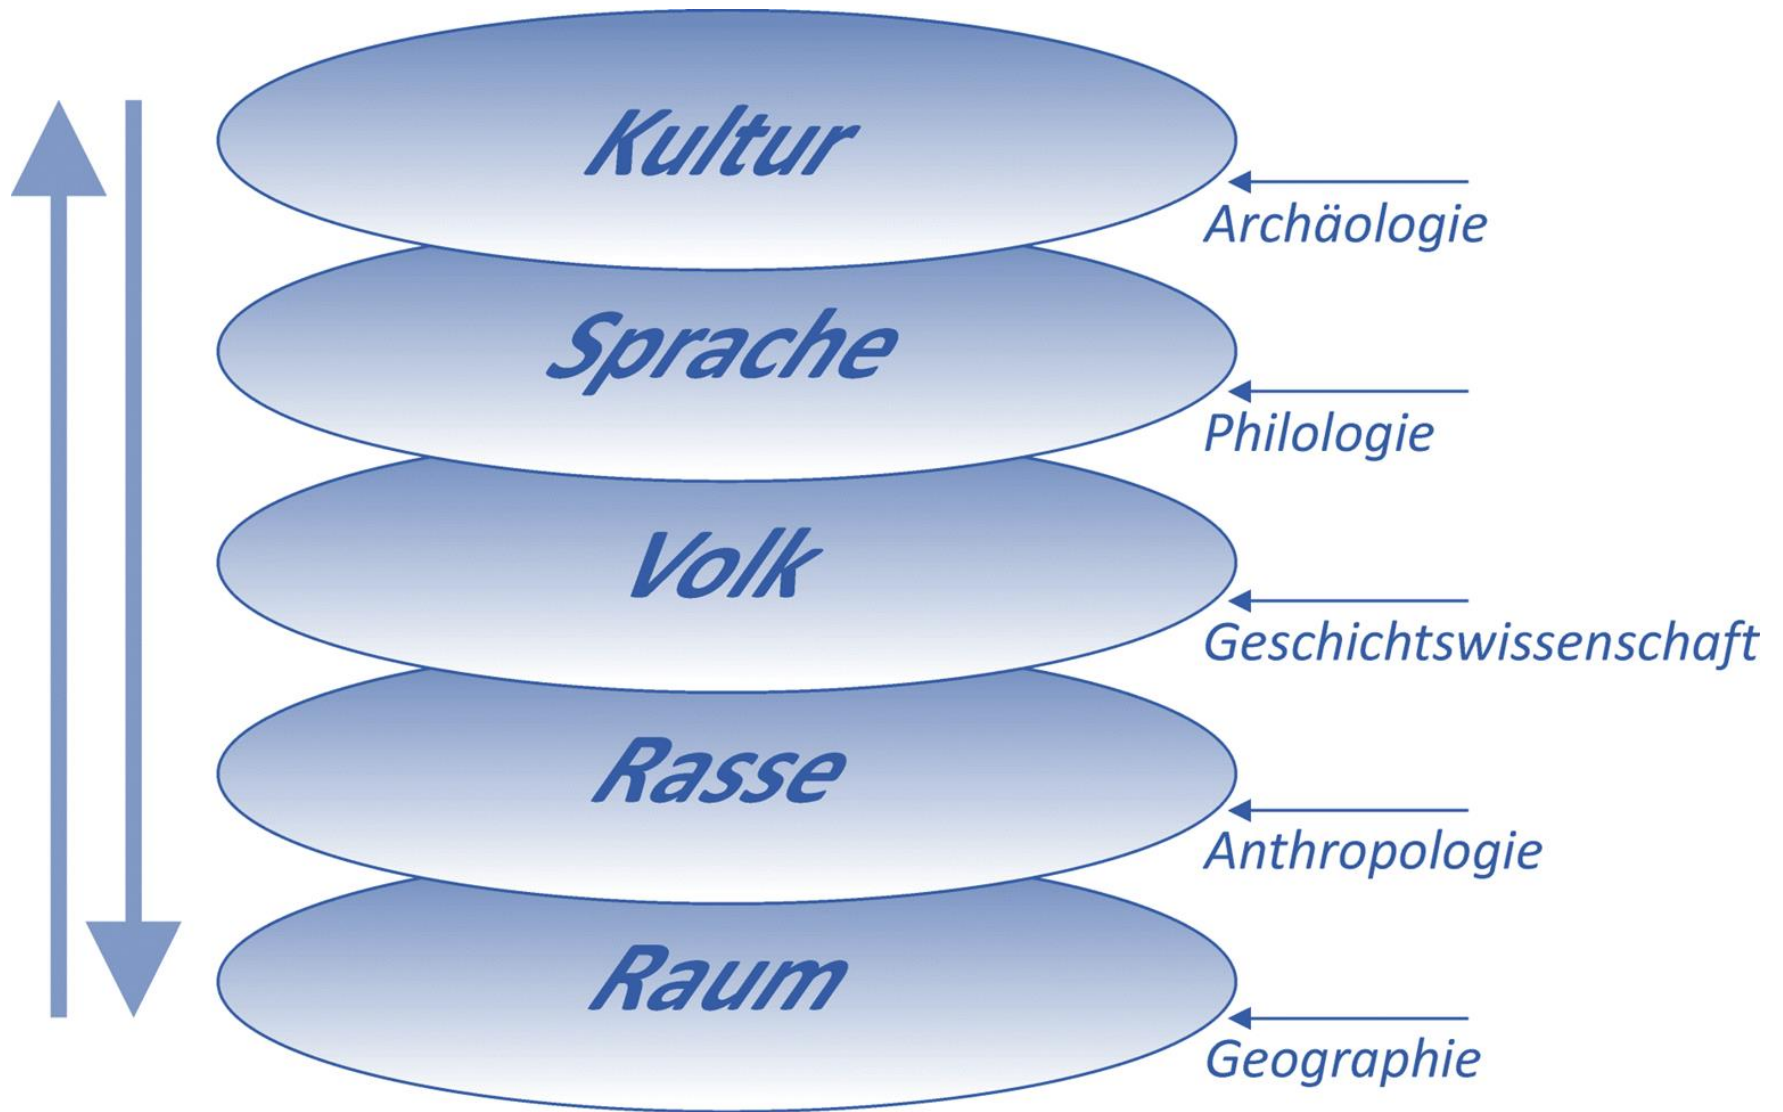 Kultur
Archäologie
Sprache
Philologie
Volk
Geschichtswissenschaft
Rasse
Anthropologie
Raum
Geographie